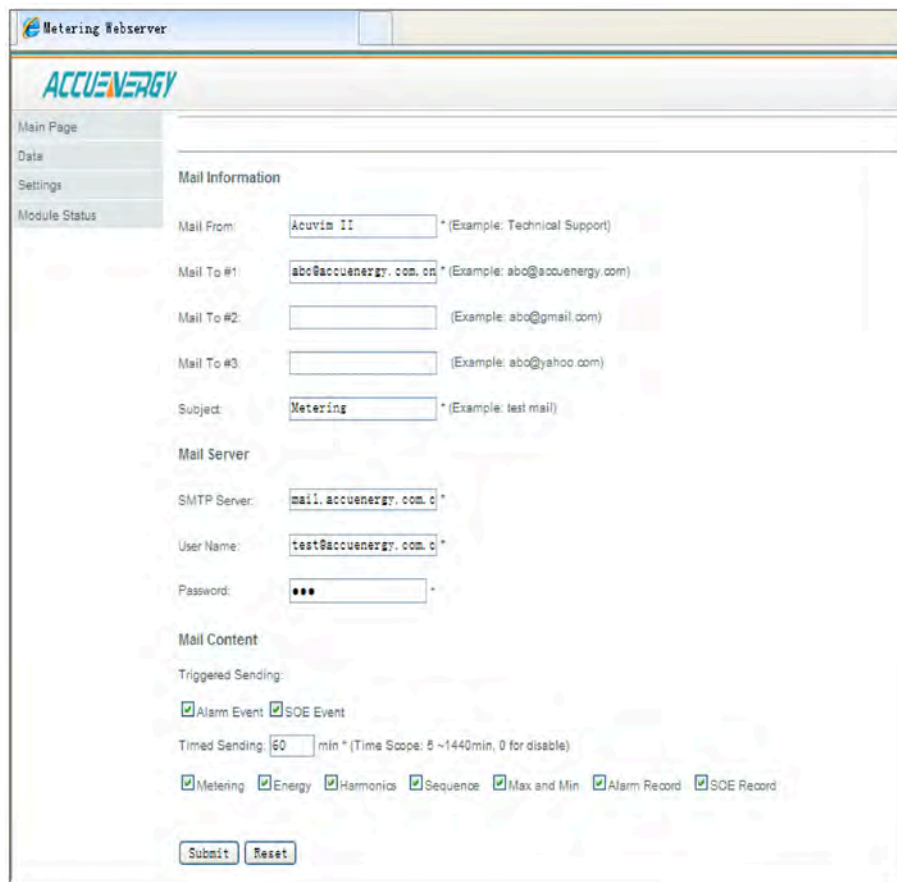 Metering Webserver
ACCUENERGY
Main Page
Data
Settings
Module Status
Mail Information
Mail From: Acuvim II * (Example: Technical Support)
Mail To #1: abc@accuenergy.com.cn * (Example: abc@accuenergy.com)
Mail To #2: (Example: abc@gmail.com)
Mail To #3: (Example: abc@yahoo.com)
Subject: Metering * (Example: test mail)
Mail Server
SMTP Server: mail.accuenergy.com.c *
User Name: test@accuenergy.com.c *
Password: ●●● *
Mail Content
Triggered Sending:
Alarm Event SOE Event
Timed Sending: 60 min * (Time Scope: 5 ~1440min, 0 for disable)
Metering Energy Harmonics Sequence Max and Min Alarm Record SOE Record
Submit Reset